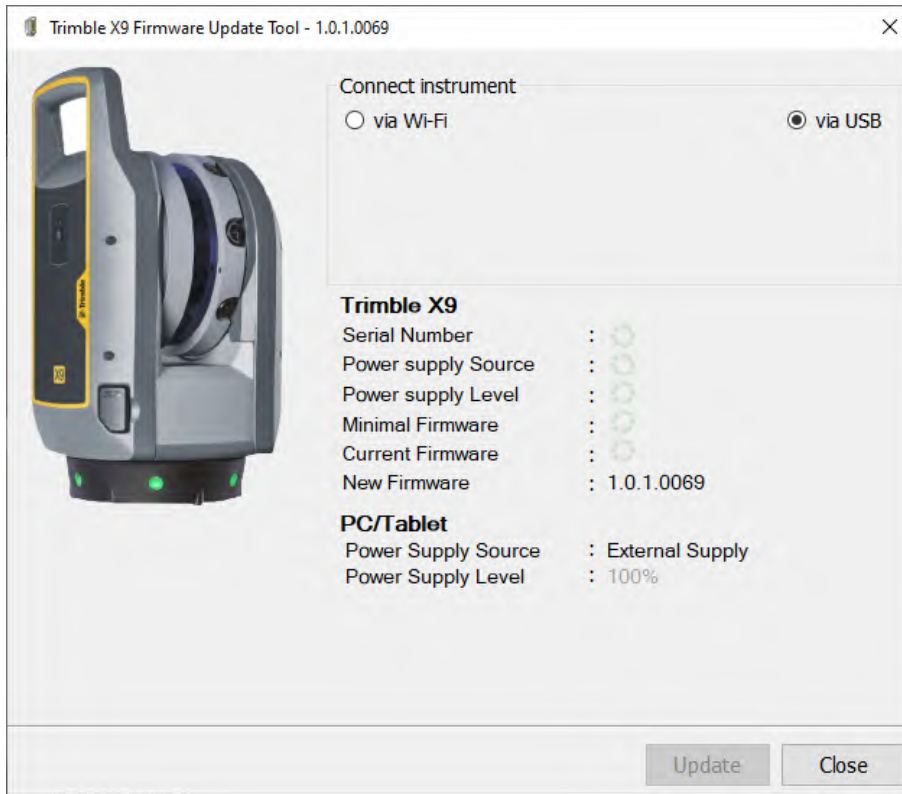 Trimble X9 Firmware Update Tool - 1.0.1.0069
Connect instrument
via Wi-Fi
via USB
Trimble
X9
Trimble X9
Serial Number :
Power supply Source :
Power supply Level :
Minimal Firmware :
Current Firmware :
New Firmware : 1.0.1.0069
PC/Tablet
Power Supply Source : External Supply
Power Supply Level : 100%
Update
Close